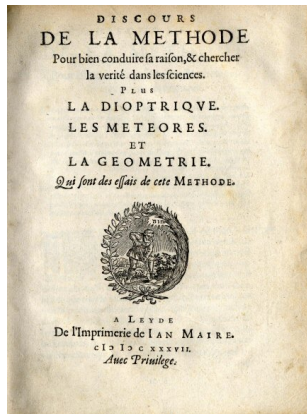 DISCOURS
DE LA METHODE
Pour bien conduire ſa raiſon,& chercher
la verité dans les ſciences.
PLUS
LA DIOPTRIQVE.
LES METEORES.
ET
LA GEOMETRIE.
Qui ſont des eſſais de cete METHODE.
A LEYDE
De l'Imprimerie de IAN MAIRE.
cIↄ Iↄ c XXXVII.
Auec Priuilege.